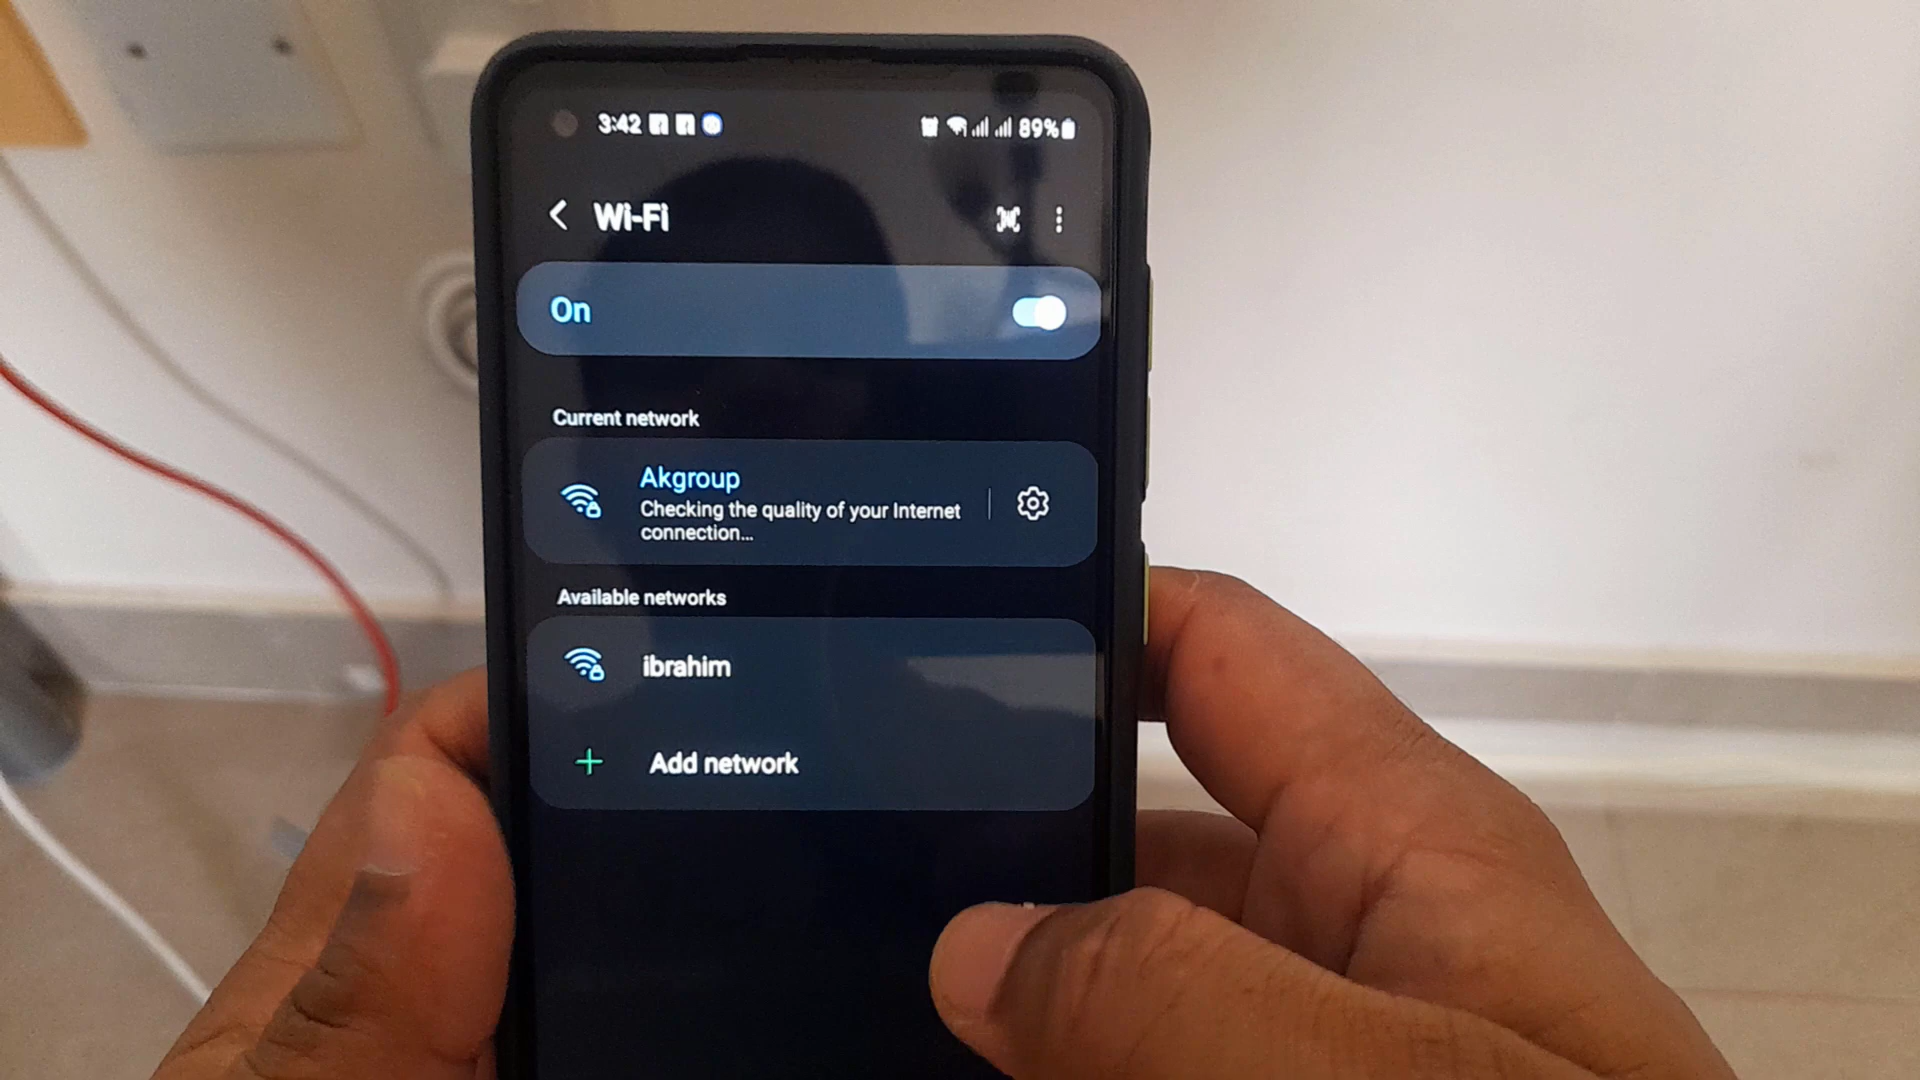 3:42
89%
Wi-Fi
On
Current network
Akgroup
Checking the quality of your Internet
connection...
Available networks
ibrahim
Add network